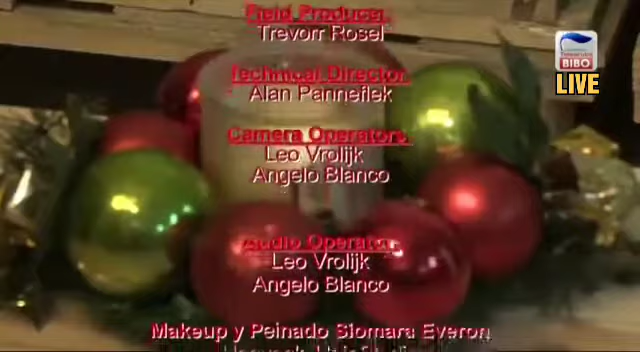 Field Producer
Trevorr Rosel
Technical Director
Alan Panneflek
Camera Operators
Leo Vrolijk
Angelo Blanco
Audio Operators
Leo Vrolijk
Angelo Blanco
Makeup y Peinado Siomara Everon
BIBO
LIVE